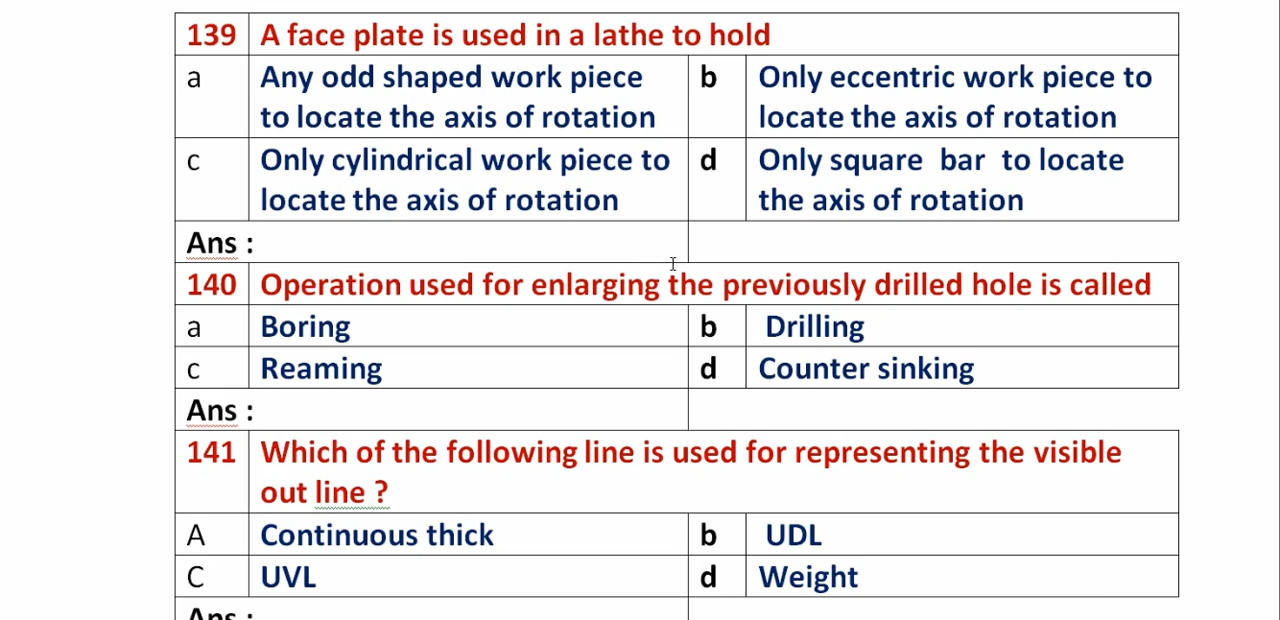 139 A face plate is used in a lathe to hold
a Any odd shaped work piece to locate the axis of rotation
b Only eccentric work piece to locate the axis of rotation
c Only cylindrical work piece to locate the axis of rotation
d Only square bar to locate the axis of rotation
Ans :
140 Operation used for enlarging the previously drilled hole is called
a Boring b Drilling
c Reaming d Counter sinking
Ans :
141 Which of the following line is used for representing the visible
out line ?
A Continuous thick b UDL
C UVL d Weight
Ans :